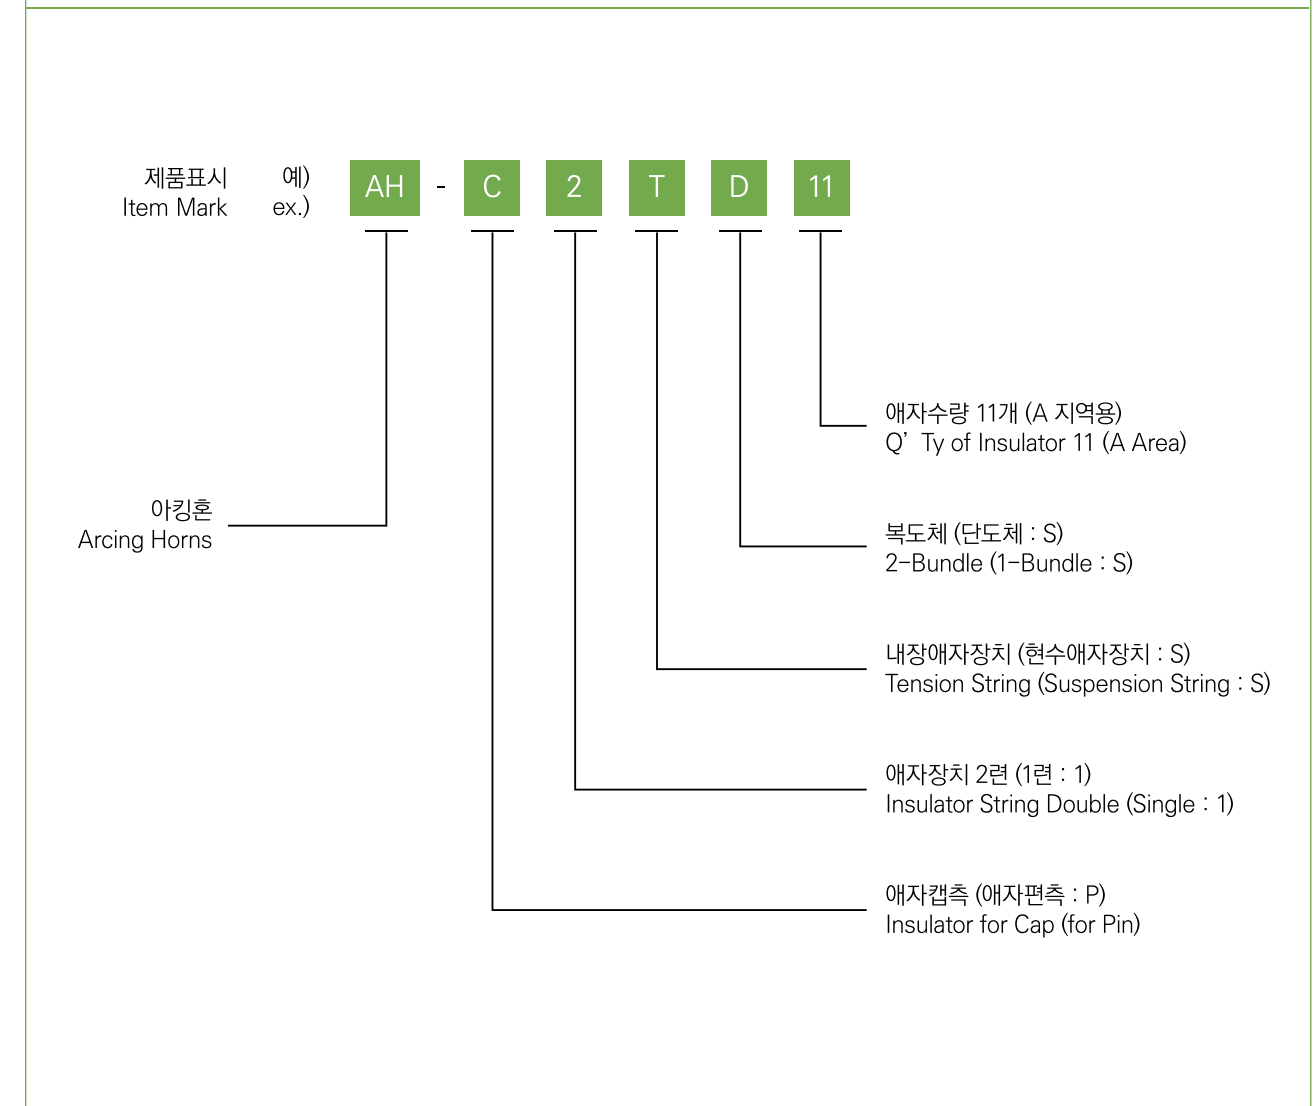 제품표시 예)
Item Mark ex.)
AH - C 2 T D 11
애자수량 11개 (A 지역용)
Q’ Ty of Insulator 11 (A Area)
아킹혼
Arcing Horns
복도체 (단도체 : S)
2-Bundle (1-Bundle : S)
내장애자장치 (현수애자장치 : S)
Tension String (Suspension String : S)
애자장치 2련 (1련 : 1)
Insulator String Double (Single : 1)
애자캡측 (애자편측 : P)
Insulator for Cap (for Pin)